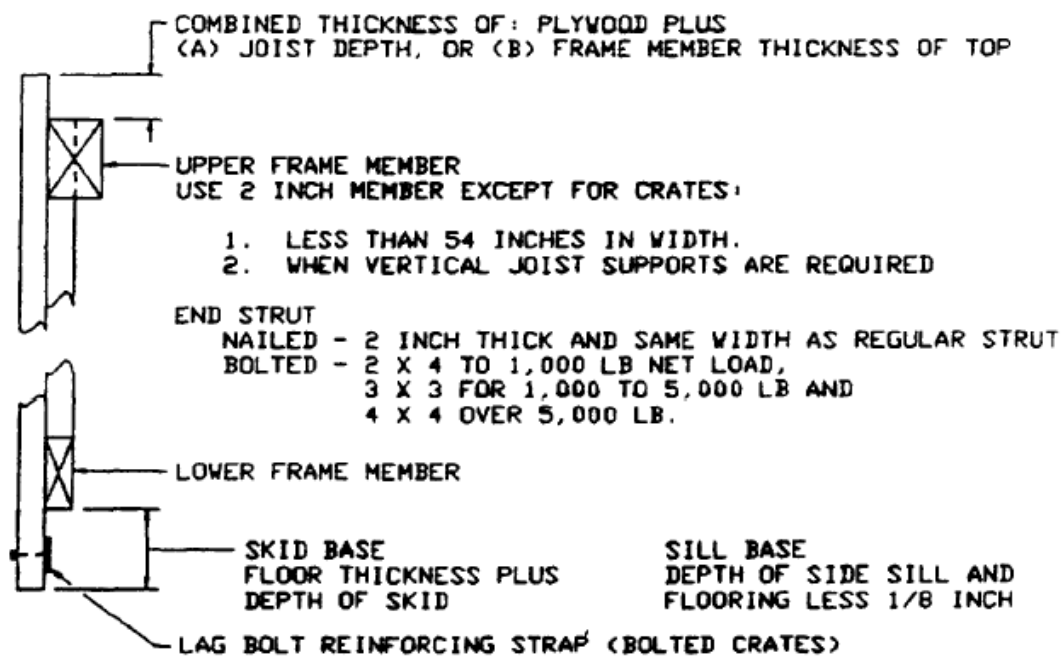 COMBINED THICKNESS OF: PLYWOOD PLUS
(A) JOIST DEPTH, OR (B) FRAME MEMBER THICKNESS OF TOP
UPPER FRAME MEMBER
USE 2 INCH MEMBER EXCEPT FOR CRATES:
1. LESS THAN 54 INCHES IN WIDTH.
2. WHEN VERTICAL JOIST SUPPORTS ARE REQUIRED
END STRUT
NAILED - 2 INCH THICK AND SAME WIDTH AS REGULAR STRUT
BOLTED - 2 X 4 TO 1,000 LB NET LOAD,
3 X 3 FOR 1,000 TO 5,000 LB AND
4 X 4 OVER 5,000 LB.
LOWER FRAME MEMBER
SKID BASE
FLOOR THICKNESS PLUS
DEPTH OF SKID
SILL BASE
DEPTH OF SIDE SILL AND
FLOORING LESS 1/8 INCH
LAG BOLT REINFORCING STRAP (BOLTED CRATES)